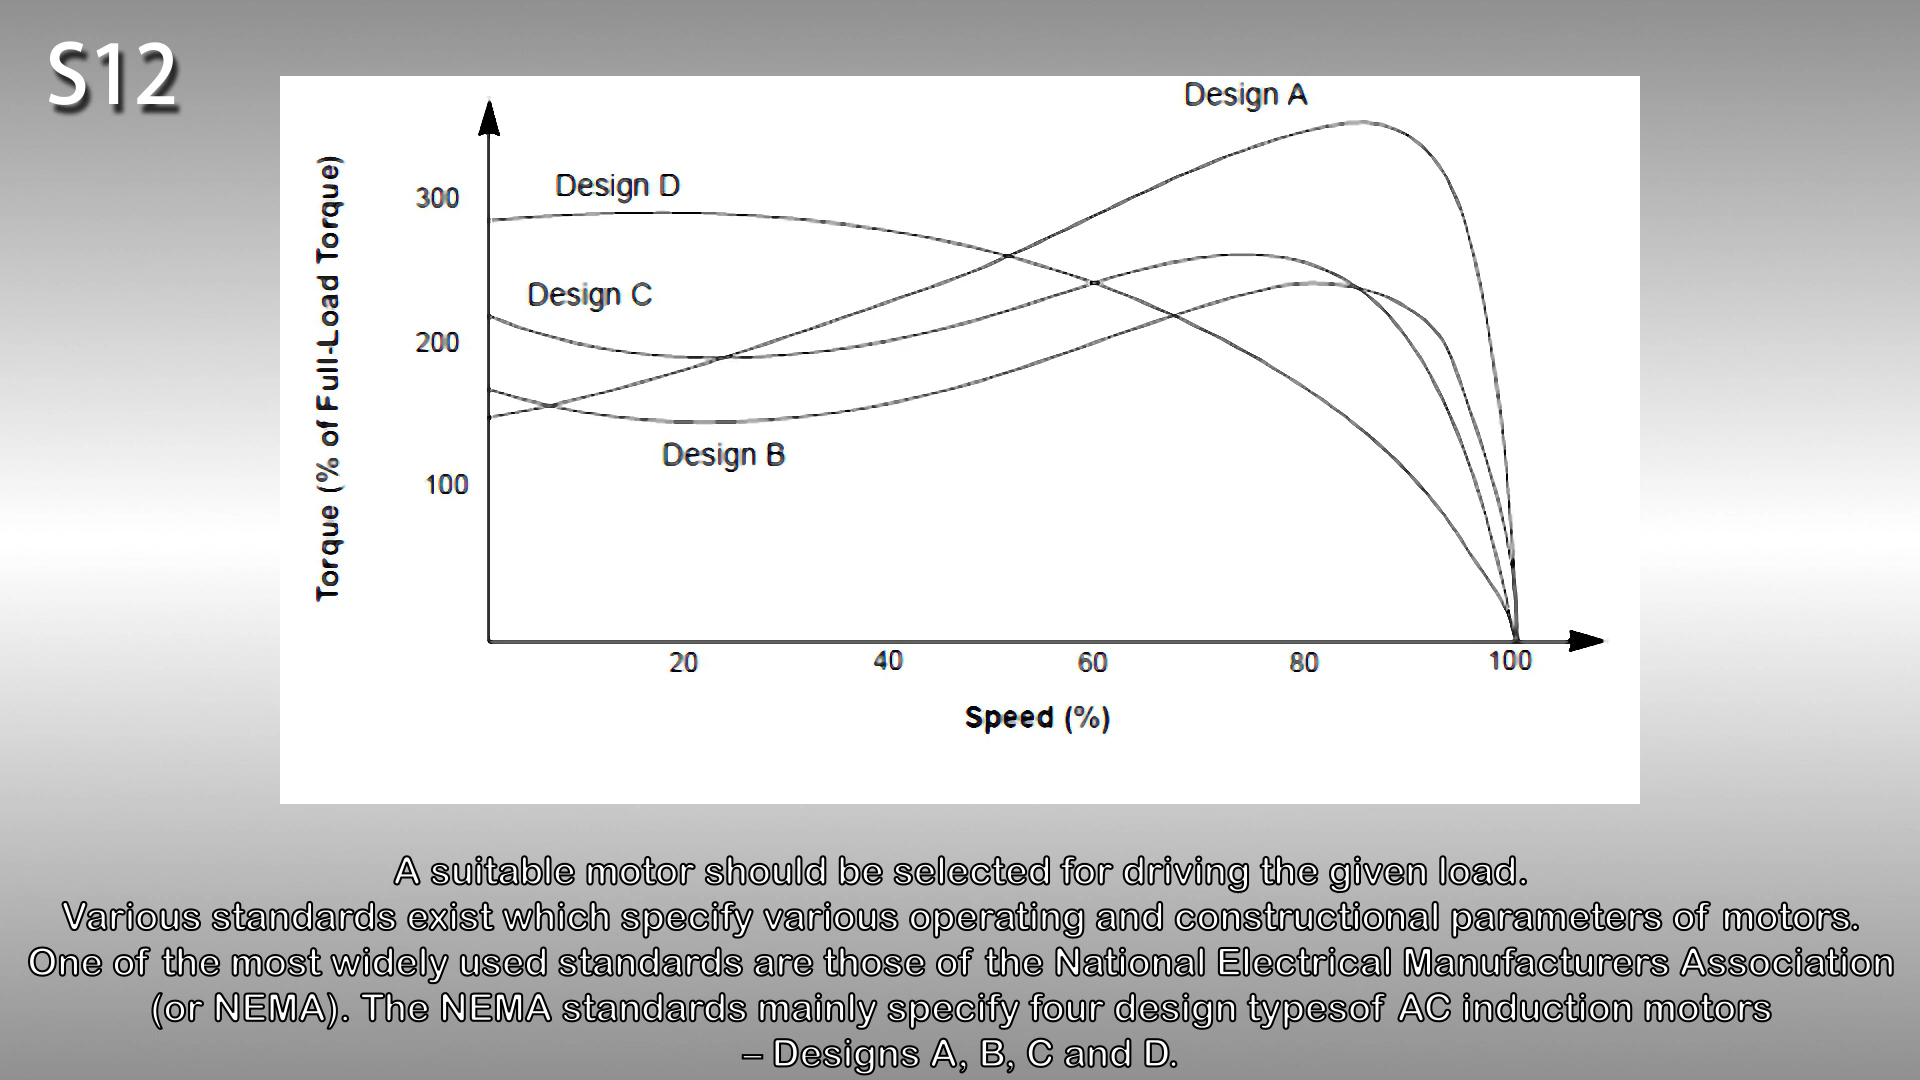 S12
Design A
Design D
Design C
Design B
Torque (% of Full-Load Torque)
300
200
100
20 40 60 80 100
Speed (%)
A suitable motor should be selected for driving the given load.
Various standards exist which specify various operating and constructional parameters of motors.
One of the most widely used standards are those of the National Electrical Manufacturers Association
(or NEMA). The NEMA standards mainly specify four design typesof AC induction motors
– Designs A, B, C and D.